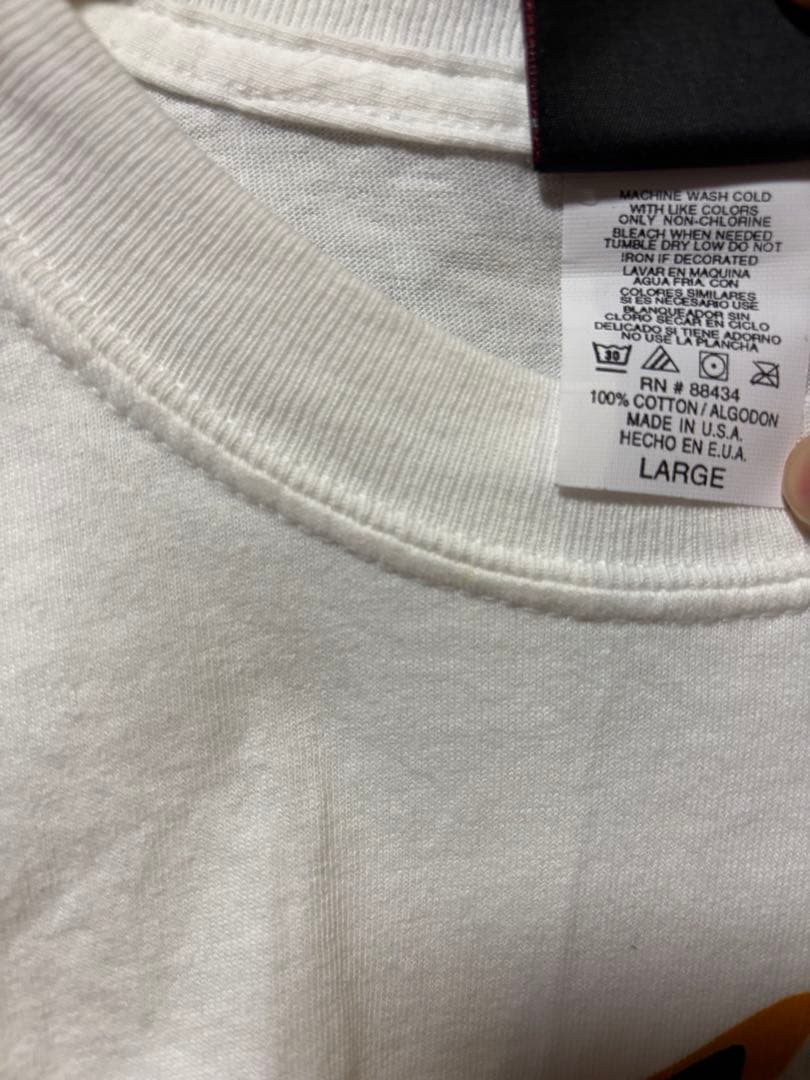 MACHINE WASH COLD
WITH LIKE COLORS
ONLY NON-CHLORINE
BLEACH WHEN NEEDED
TUMBLE DRY LOW DO NOT
IRON IF DECORATED
LAVAR EN MAQUINA
AGUA FRIA. CON
COLORES SIMILARES
SI ES NECESARIO USE
BLANQUEADOR SIN
CLORO SECAR EN CICLO
DELICADO SI TIENE ADORNO
NO USE LA PLANCHA
30
RN # 88434
100% COTTON / ALGODON
MADE IN U.S.A.
HECHO EN E.U.A.
LARGE